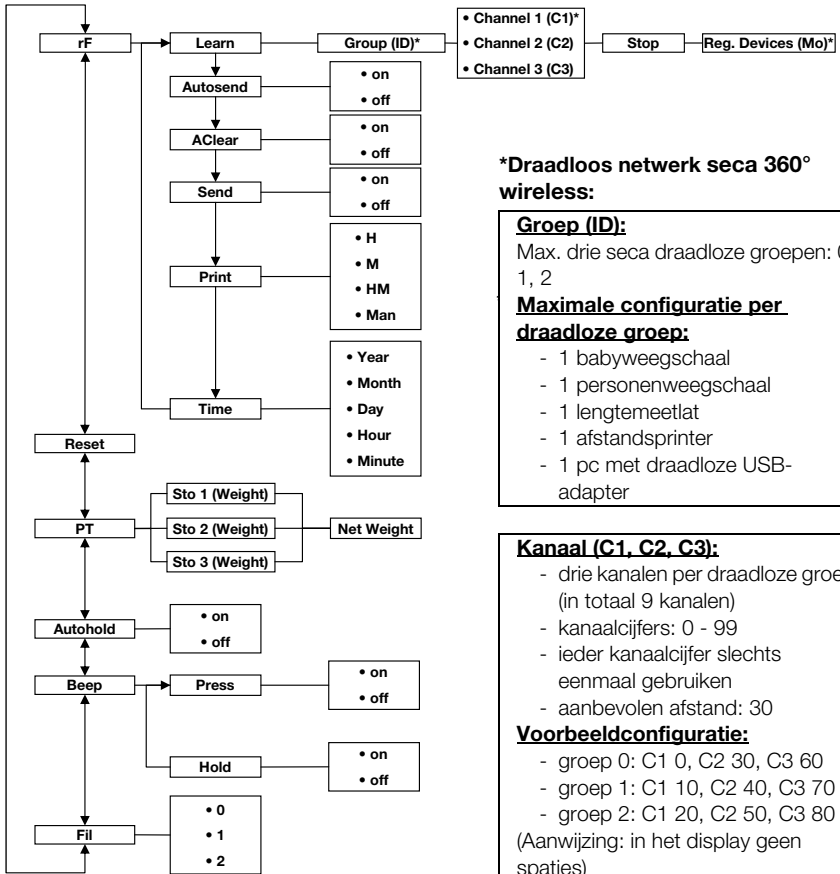 rF
Learn
Group (ID)*
• Channel 1 (C1)*
• Channel 2 (C2)
• Channel 3 (C3)
Stop
Reg. Devices (Mo)*
Autosend
• on
• off
AClear
• on
• off
Send
• on
• off
Print
• H
• M
• HM
• Man
Time
• Year
• Month
• Day
• Hour
• Minute
Reset
PT
Sto 1 (Weight)
Sto 2 (Weight)
Sto 3 (Weight)
Net Weight
Autohold
• on
• off
Beep
Press
• on
• off
Hold
• on
• off
Fil
• 0
• 1
• 2
*Draadloos netwerk seca 360°
wireless:
Groep (ID):
Max. drie seca draadloze groepen:
1, 2
Maximale configuratie per
draadloze groep:
- 1 babyweegschaal
- 1 personenweegschaal
- 1 lengtemeetlat
- 1 afstandsprinter
- 1 pc met draadloze USB-
adapter
Kanaal (C1, C2, C3):
- drie kanalen per draadloze
(in totaal 9 kanalen)
- kanaalcijfers: 0 - 99
- ieder kanaalcijfer slechts
eenmaal gebruiken
- aanbevolen afstand: 30
Voorbeeldconfiguratie:
- groep 0: C1 0, C2 30, C3 60
- groep 1: C1 10, C2 40, C3 70
- groep 2: C1 20, C2 50, C3 80
(Aanwijzing: in het display geen
spaties)